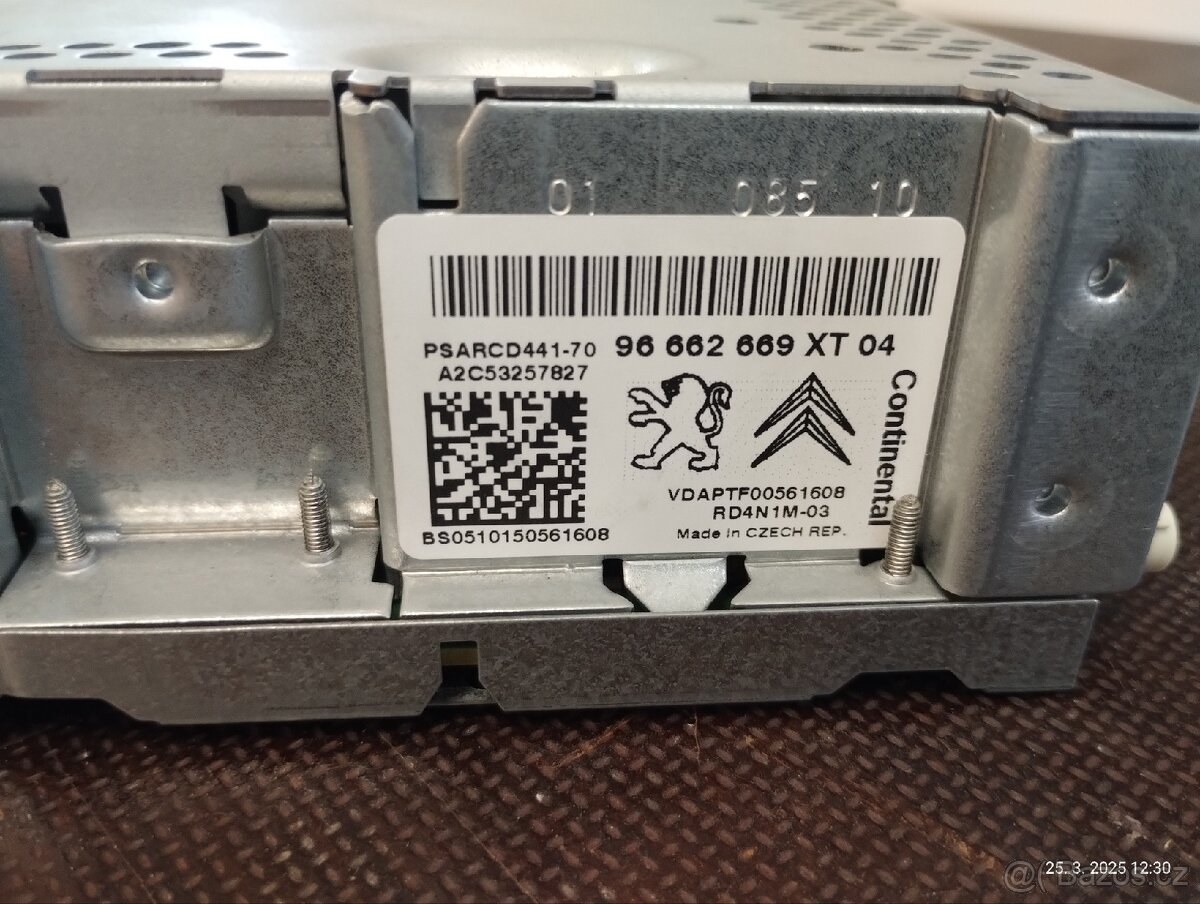 01 085 10
PSARCD441-70 96 662 669 XT 04
A2C53257827
Continental
VDAPTF00561608
RD4N1M-03
BS0510150561608 Made in CZECH REP.
25. 3. 2025 12:30
@ Bazos.cz